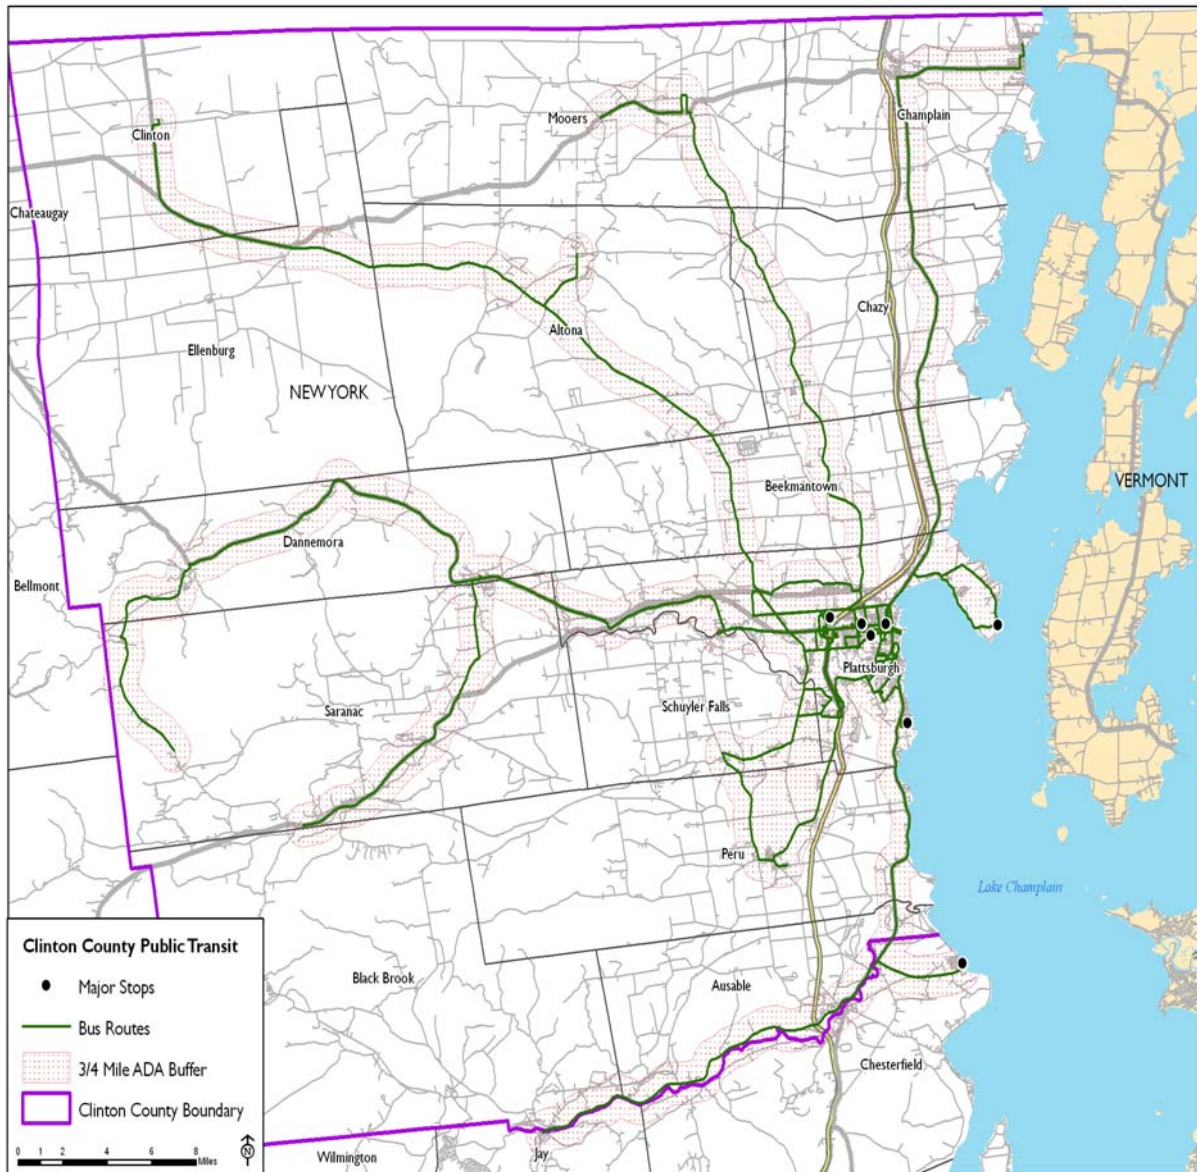 Champlain
Mooers
Clinton
Chateaugay
Chazy
Altona
Ellenburg
NEW YORK
VERMONT
Beekmantown
Dannemora
Bellmont
Plattsburgh
Saranac
Schuyler Falls
Peru
Lake Champlain
Black Brook
Ausable
Chesterfield
Wilmington
Jay
Clinton County Public Transit
Major Stops
Bus Routes
3/4 Mile ADA Buffer
Clinton County Boundary
0 1 2 4 6 8
Miles
N